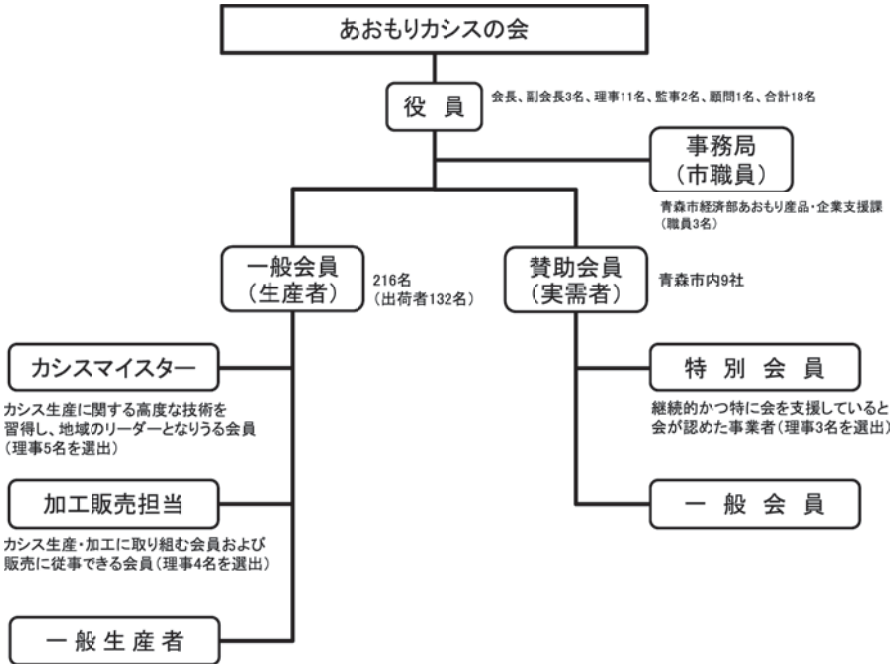 あおもりカシスの会
役 員
会長、副会長3名、理事11名、監事2名、顧問1名、合計18名
事務局
(市職員)
青森市経済部あおもり産品・企業支援課
(職員3名)
一般会員
(生産者)
216名
(出荷者132名)
賛助会員
(実需者)
青森市内9社
カシスマイスター
カシス生産に関する高度な技術を
習得し、地域のリーダーとなりうる会員
(理事5名を選出)
加工販売担当
カシス生産・加工に取り組む会員および
販売に従事できる会員(理事4名を選出)
一般生産者
特 別 会 員
継続的かつ特に会を支援していると
会が認めた事業者(理事3名を選出)
一 般 会 員